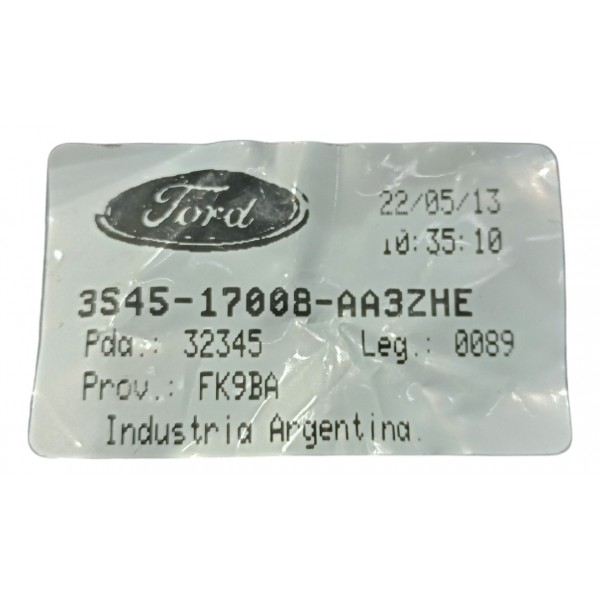 Ford
22/05/13
10:35:10
3S45-17008-AA3ZHE
Pda.: 32345 Leg.: 0089
Prov.: FK9BA
Industria Argentina.